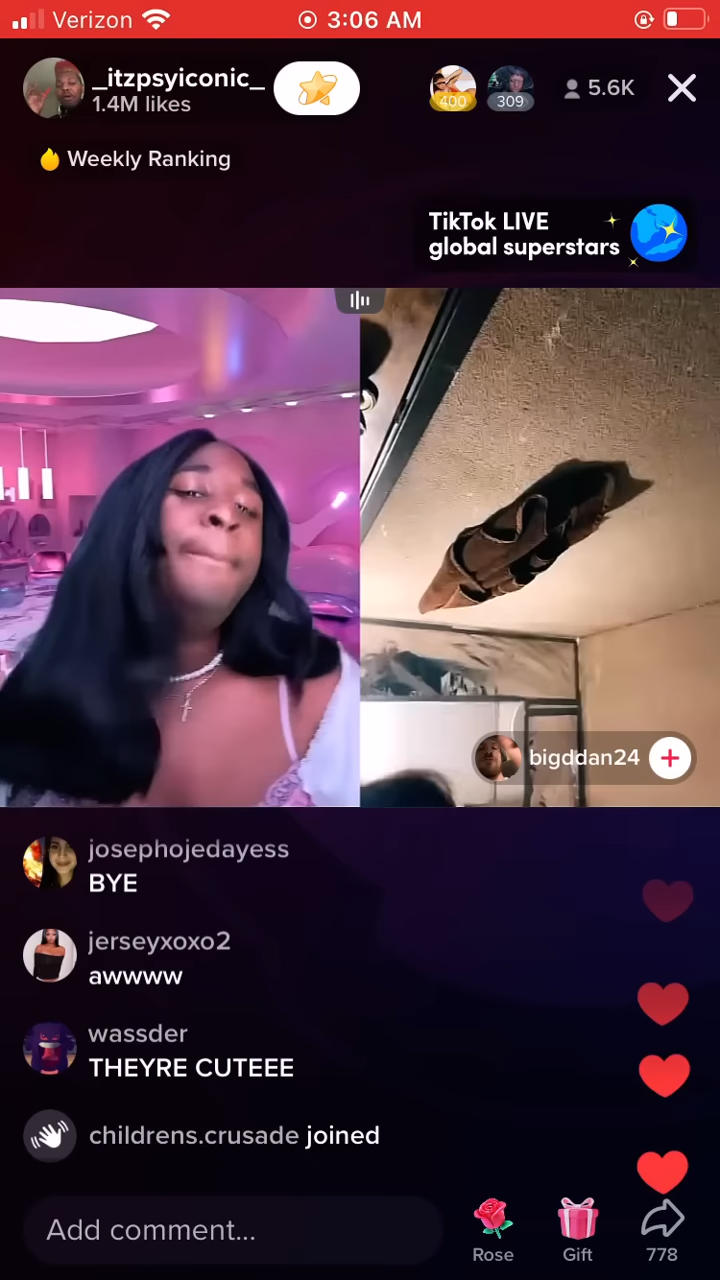 Verizon 3:06 AM
_itzpsyiconic_
1.4M likes
400
309
5.6K
Weekly Ranking
TikTok LIVE
global superstars
bigddan24
josephojedayess
BYE
jerseyxoxo2
awwww
wassder
THEYRE CUTEEE
childrens.crusade joined
Add comment...
Rose
Gift
778